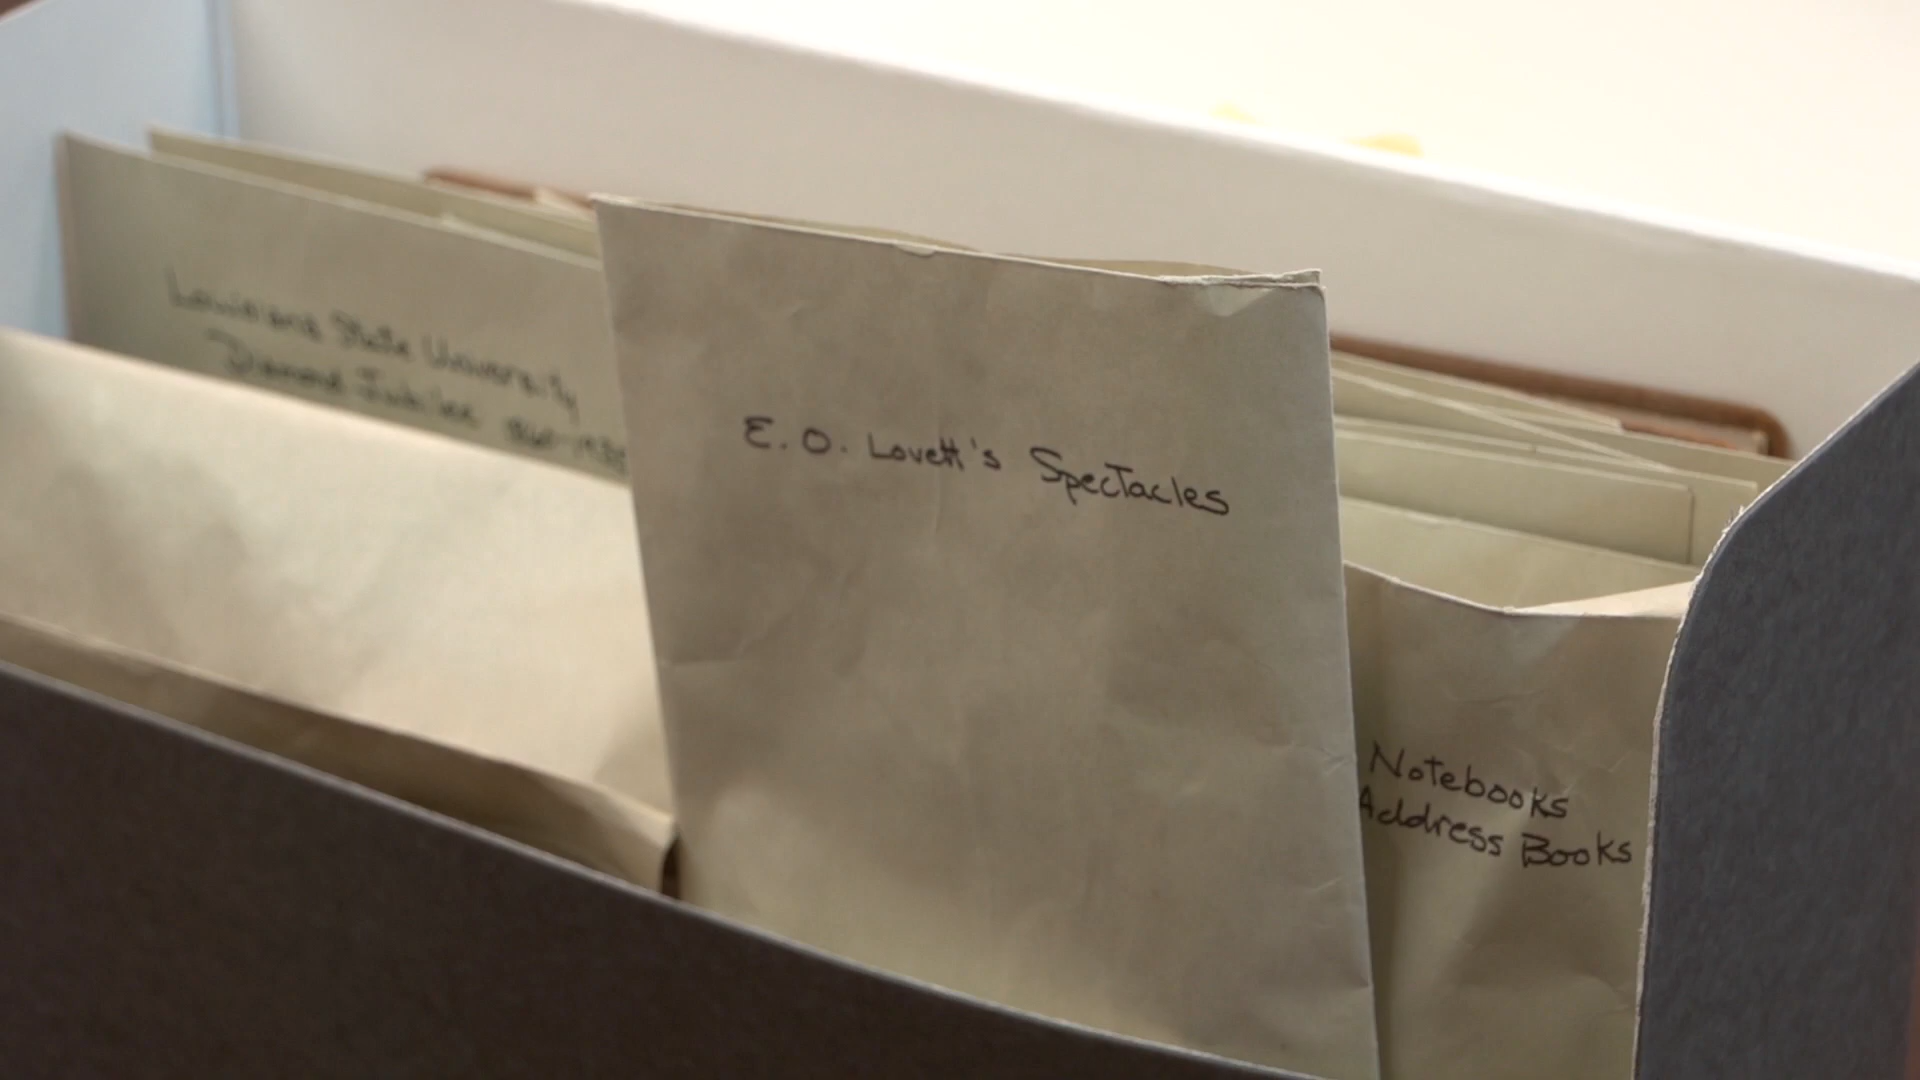 Louisiana State University
Diamond Jubilee
E. O. Lovett's Spectacles
Notebooks
Address Books